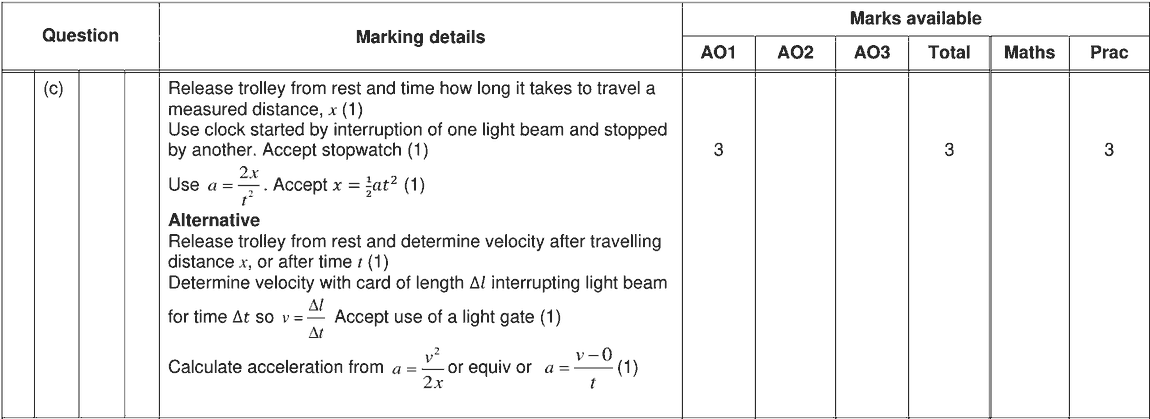 Question
Marking details
Marks available
AO1 AO2 AO3 Total Maths Prac
(c)
Release trolley from rest and time how long it takes to travel a
measured distance, x (1)
Use clock started by interruption of one light beam and stopped
by another. Accept stopwatch (1)
3 3 3
Use a = 2x/t². Accept x = ½at² (1)
Alternative
Release trolley from rest and determine velocity after travelling
distance x, or after time t (1)
Determine velocity with card of length Δl interrupting light beam
for time Δt so v = Δl/Δt Accept use of a light gate (1)
Calculate acceleration from a = v²/2x or equiv or a = (v−0)/t (1)